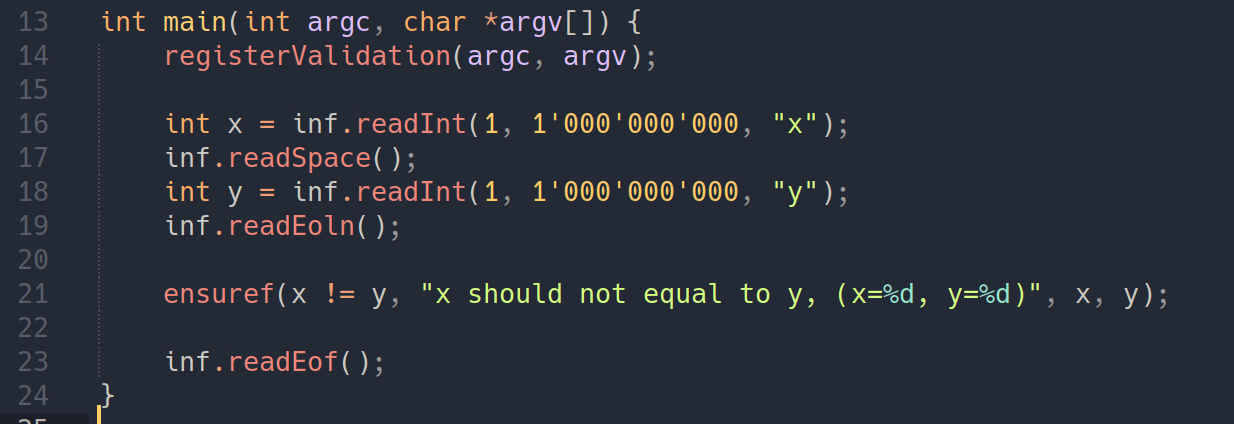 13 int main(int argc, char *argv[]) {
14     registerValidation(argc, argv);
15
16     int x = inf.readInt(1, 1'000'000'000, "x");
17     inf.readSpace();
18     int y = inf.readInt(1, 1'000'000'000, "y");
19     inf.readEoln();
20
21     ensuref(x != y, "x should not equal to y, (x=%d, y=%d)", x, y);
22
23     inf.readEof();
24 }
25